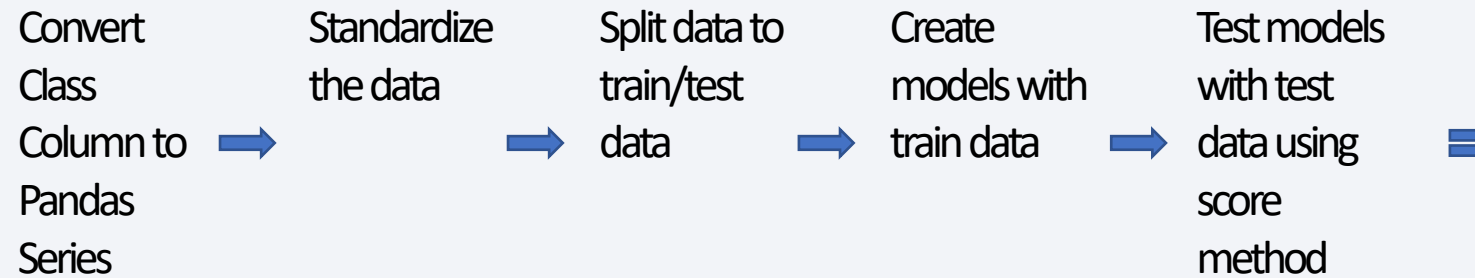 Convert
Class
Column to
Pandas
Series
Standardize
the data
Split data to
train/test
data
Create
models with
train data
Test models
with test
data using
score
method